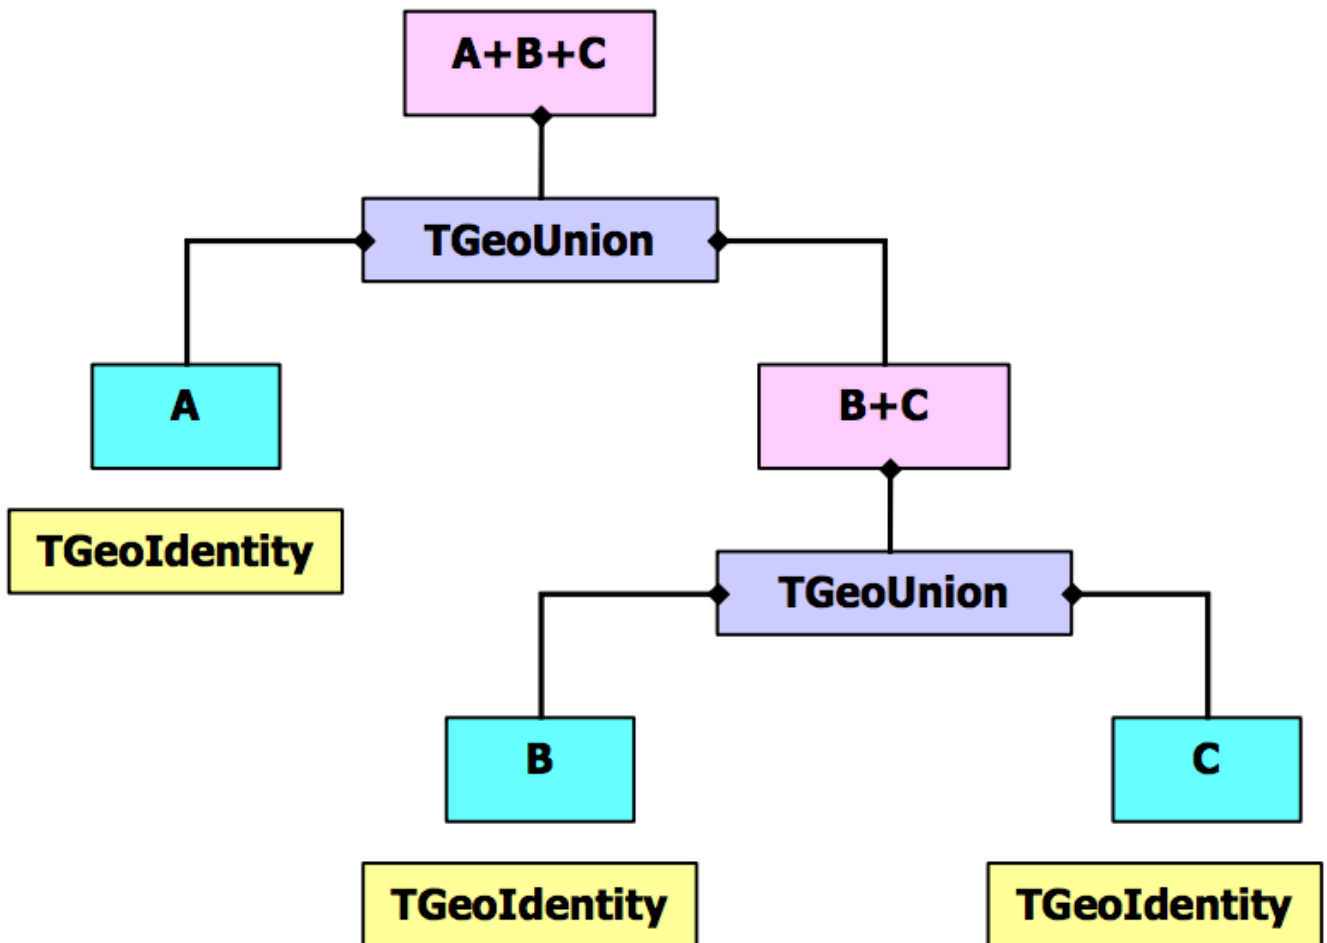 A+B+C
TGeoUnion
A
B+C
TGeoIdentity
TGeoUnion
B
C
TGeoIdentity
TGeoIdentity